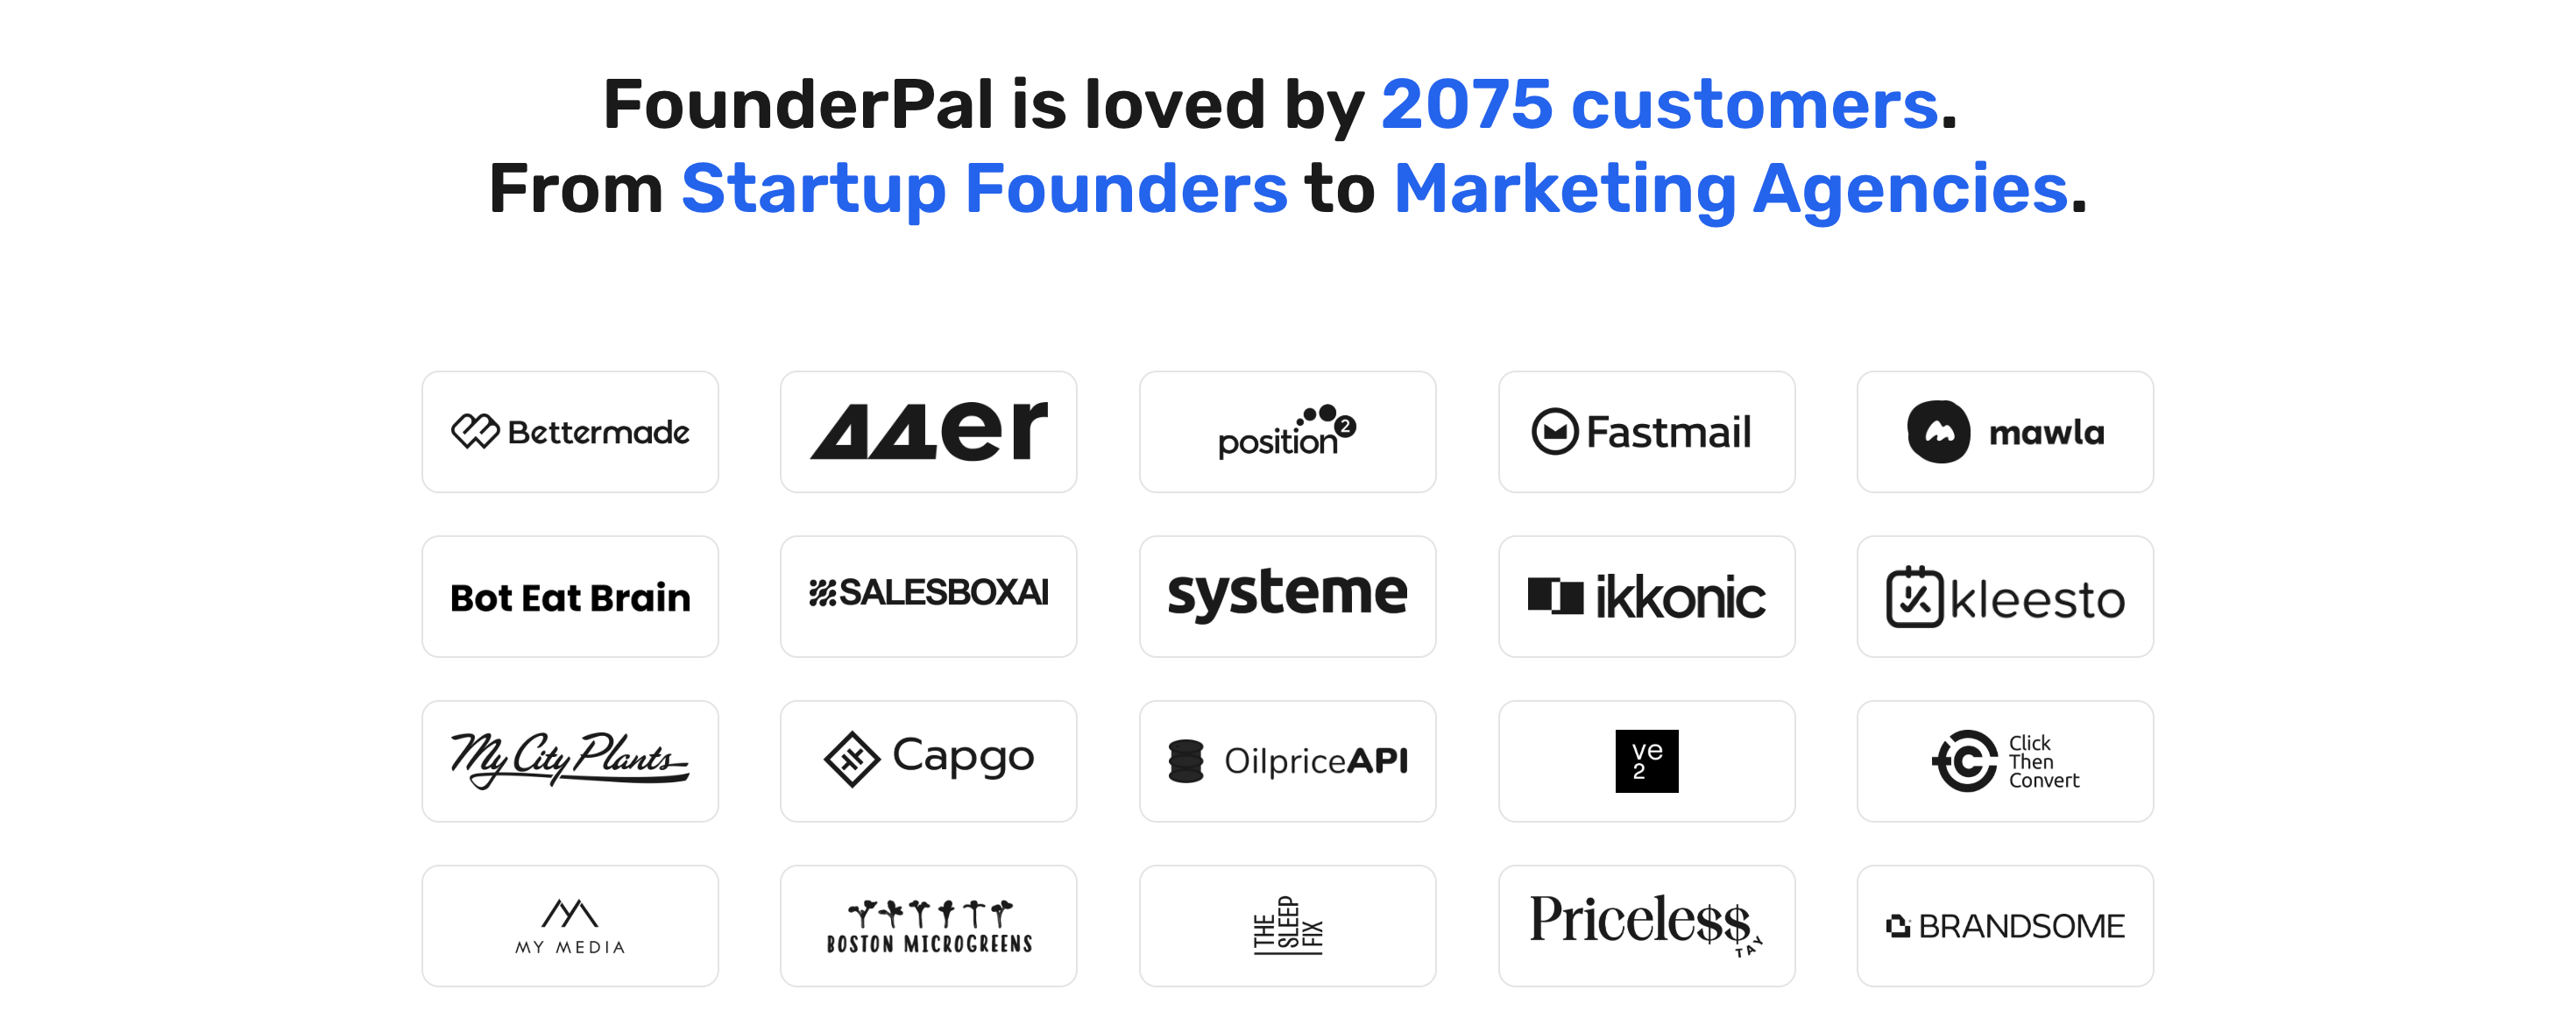 FounderPal is loved by 2075 customers.
From Startup Founders to Marketing Agencies.
Bettermade
44er
position2
Fastmail
mawla
Bot Eat Brain
SALESBOXAI
systeme
ikkonic
kleesto
My City Plants
Capgo
OilpriceAPI
ve
2
Click
Then
Convert
MY MEDIA
BOSTON MICROGREENS
THE
SLEEP
FIX
Pricele$$
TAY
BRANDSOME